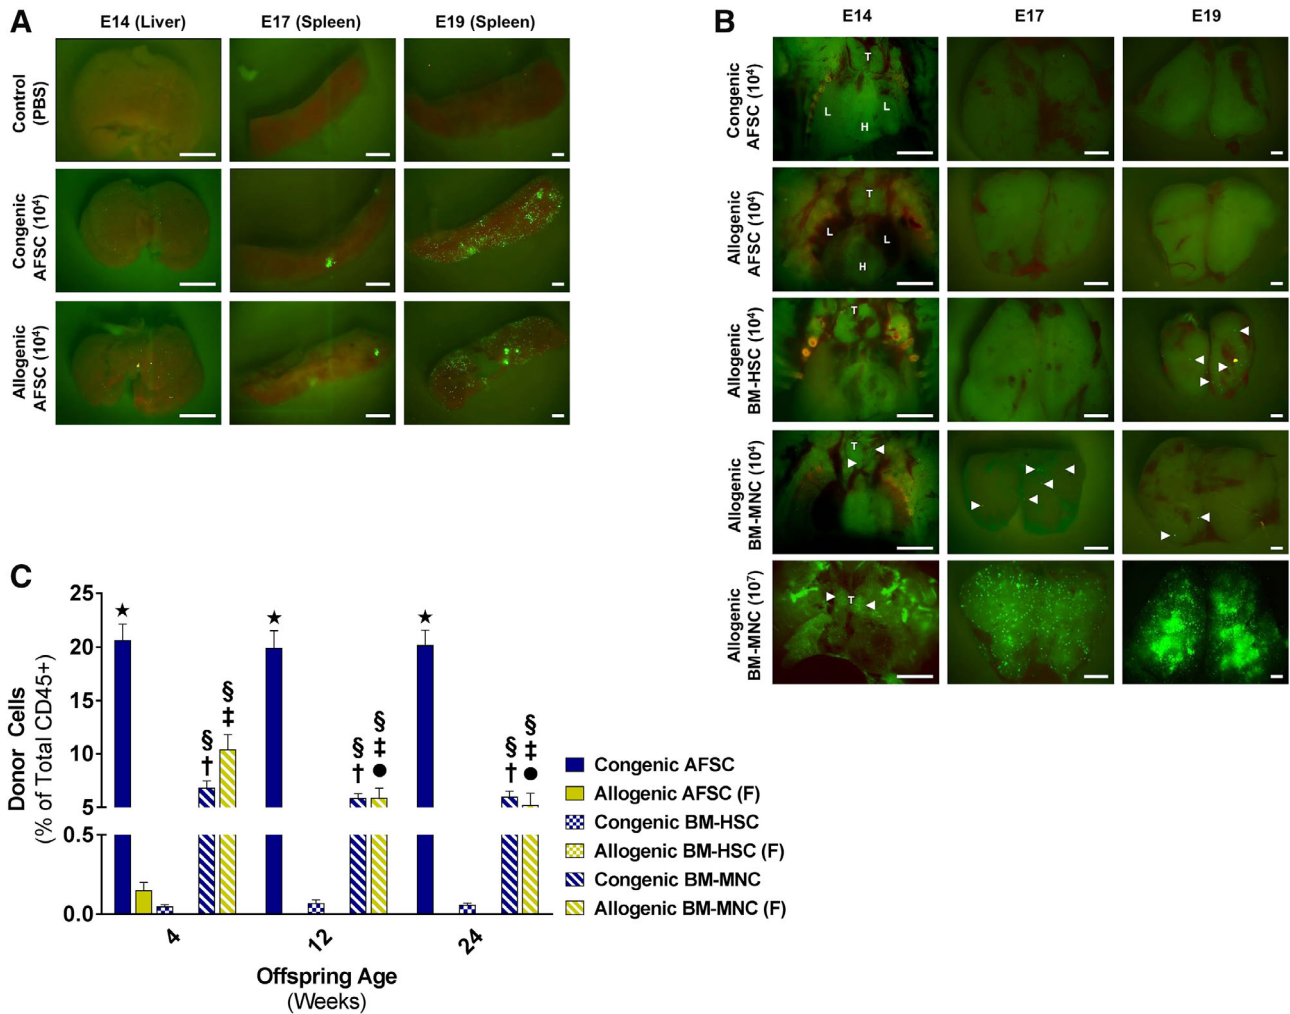 A
E14 (Liver)
E17 (Spleen)
E19 (Spleen)
Control
(PBS)
Congenic
AFSC (10⁴)
Allogenic
AFSC (10⁴)
B
E14
E17
E19
Congenic
AFSC (10⁴)
T
L
L
H
Allogenic
AFSC (10⁴)
T
L
L
H
Allogenic
BM-HSC (10⁴)
T
Allogenic
BM-MNC (10⁴)
T
Allogenic
BM-MNC (10⁷)
T
C
Donor Cells
(% of Total CD45+)
25
20
15
10
5
0.5
0.0
★
§
†
§
‡
★
§
†
§
‡
●
★
§
†
§
‡
●
4
12
24
Offspring Age
(Weeks)
Congenic AFSC
Allogenic AFSC (F)
Congenic BM-HSC
Allogenic BM-HSC (F)
Congenic BM-MNC
Allogenic BM-MNC (F)